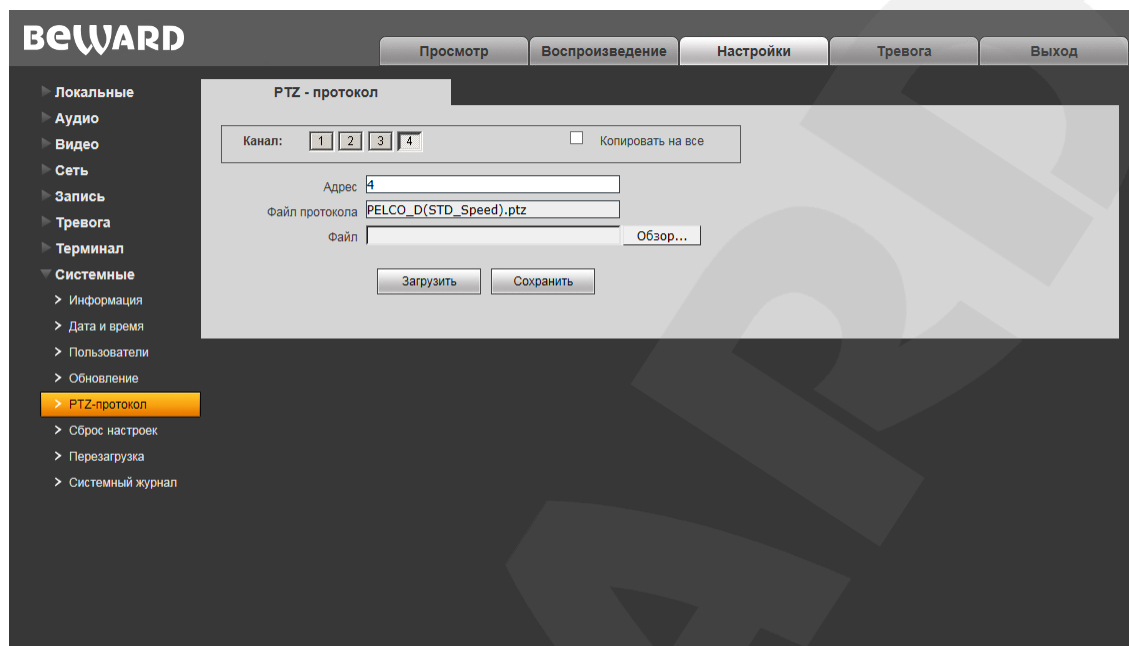 BEWARD
Просмотр Воспроизведение Настройки Тревога Выход
Локальные
Аудио
Видео
Сеть
Запись
Тревога
Терминал
Системные
Информация
Дата и время
Пользователи
Обновление
PTZ-протокол
Сброс настроек
Перезагрузка
Системный журнал
PTZ - протокол
Канал: 1 2 3 4 Копировать на все
Адрес 4
Файл протокола PELCO_D(STD_Speed).ptz
Файл Обзор...
Загрузить Сохранить